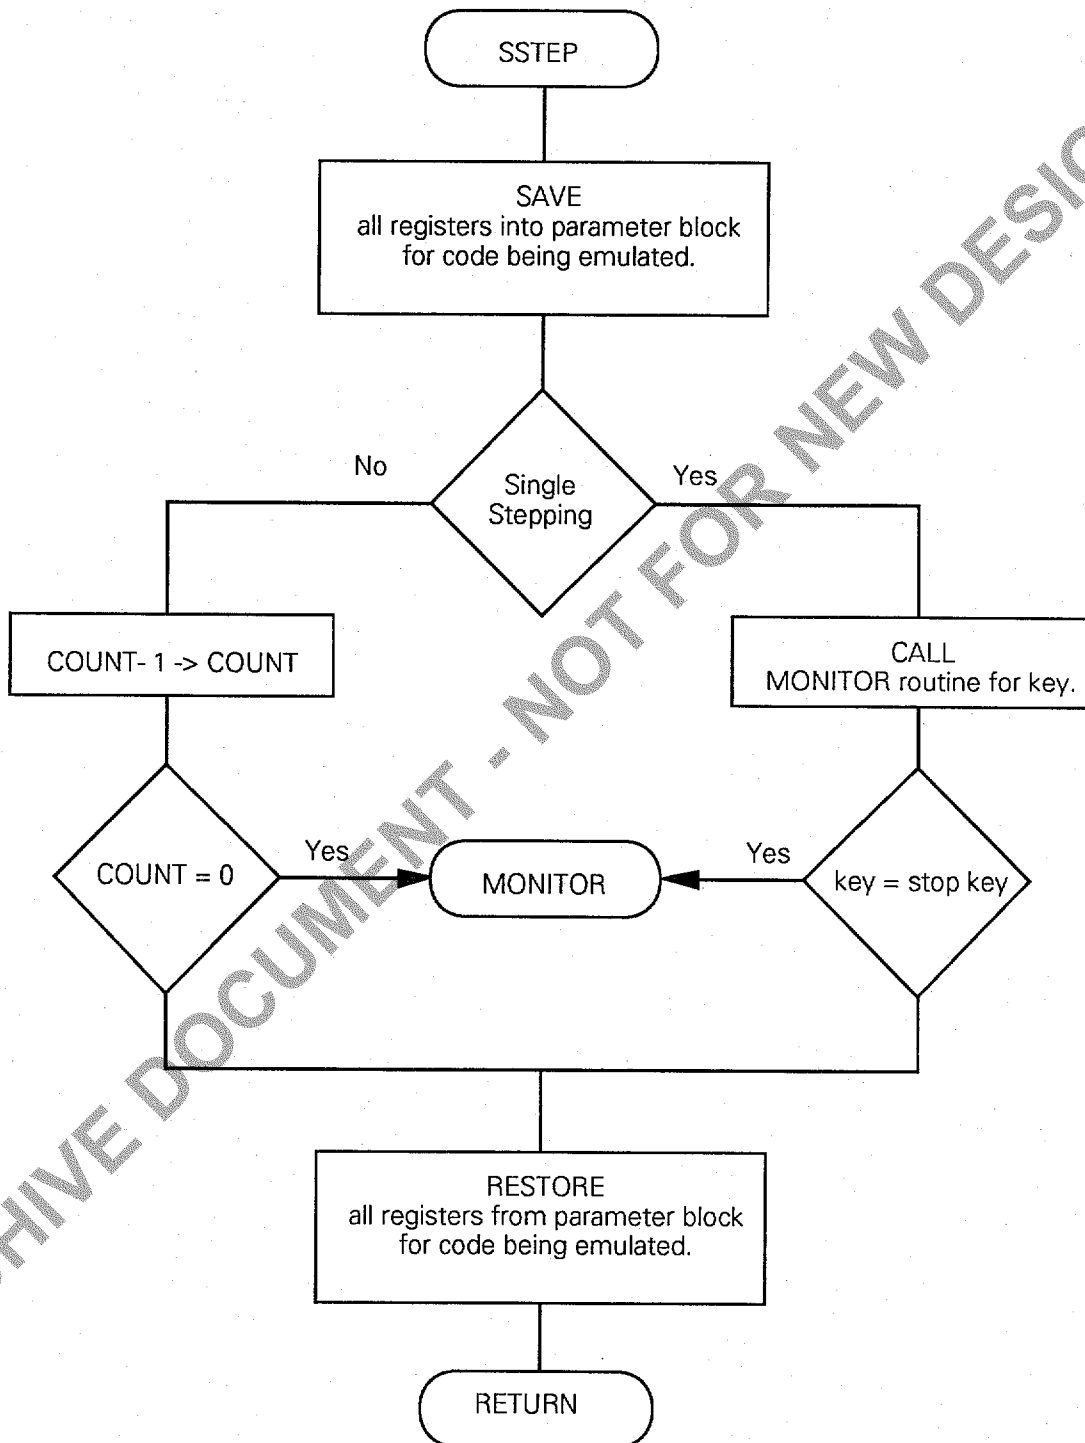 SSTEP
SAVE
all registers into parameter block
for code being emulated.
Single
Stepping
No
Yes
COUNT- 1 -> COUNT
CALL
MONITOR routine for key.
COUNT = 0
Yes
MONITOR
Yes
key = stop key
RESTORE
all registers from parameter block
for code being emulated.
RETURN
DOCUMENT - NOT FOR NEW